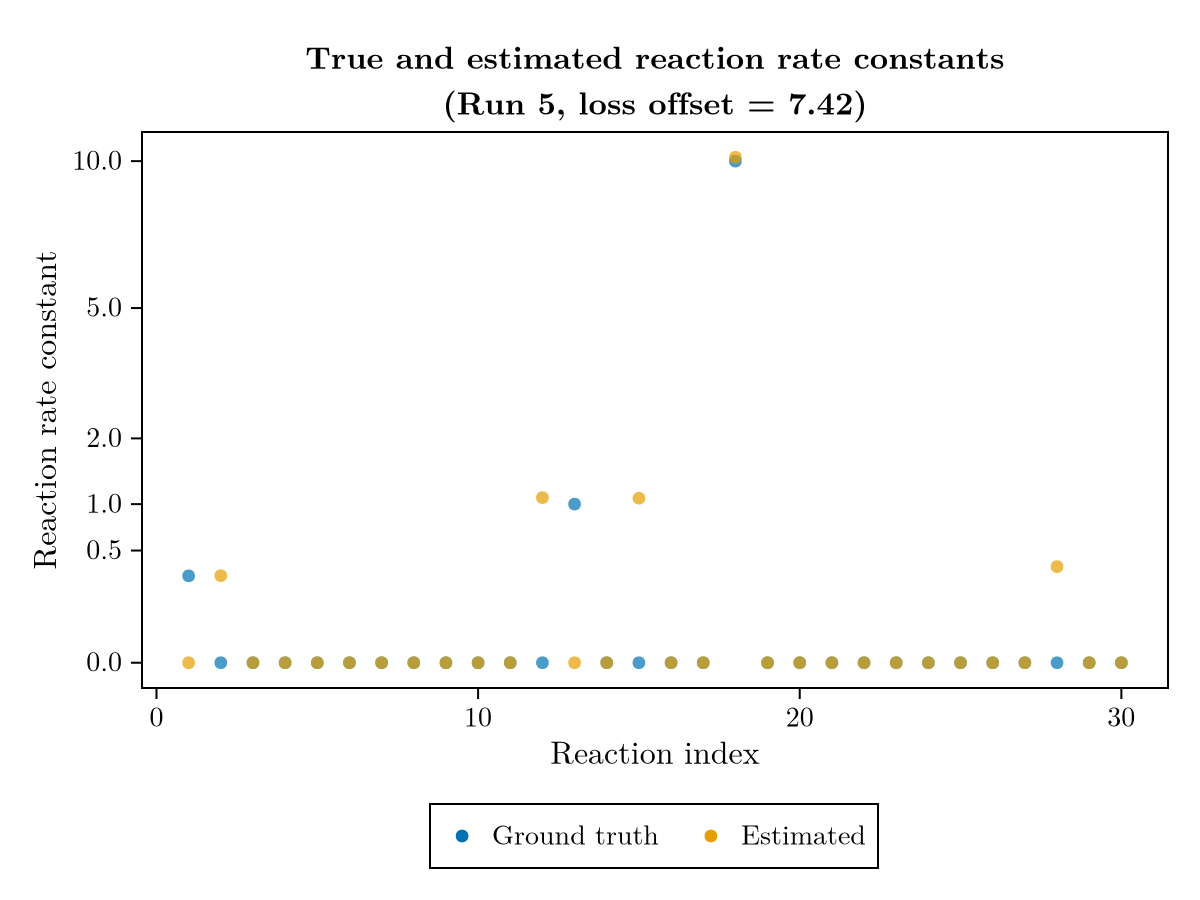 True and estimated reaction rate constants
(Run 5, loss offset = 7.42)
Reaction rate constant
10.0
5.0
2.0
1.0
0.5
0.0
0 10 20 30
Reaction index
Ground truth Estimated